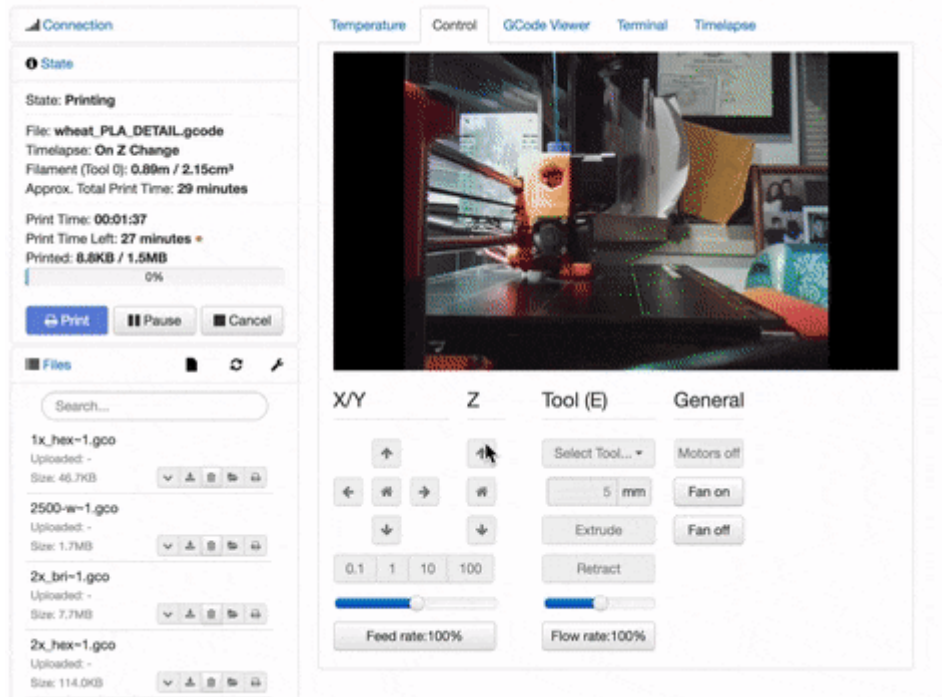 Connection
State
State: Printing
File: wheat_PLA_DETAIL.gcode
Timelapse: On Z Change
Filament (Tool 0): 0.89m / 2.15cm³
Approx. Total Print Time: 29 minutes
Print Time: 00:01:37
Print Time Left: 27 minutes
Printed: 8.8KB / 1.5MB
0%
Print Pause Cancel
Files
Search...
1x_hex~1.gco
Uploaded: -
Size: 46.7KB
2500-w~1.gco
Uploaded: -
Size: 1.7MB
2x_bri~1.gco
Uploaded: -
Size: 7.7MB
2x_hex~1.gco
Uploaded: -
Size: 114.0KB
Temperature Control GCode Viewer Terminal Timelapse
X/Y Z Tool (E) General
Select Tool... Motors off
5 mm Fan on
Extrude Fan off
0.1 1 10 100 Retract
Feed rate:100% Flow rate:100%